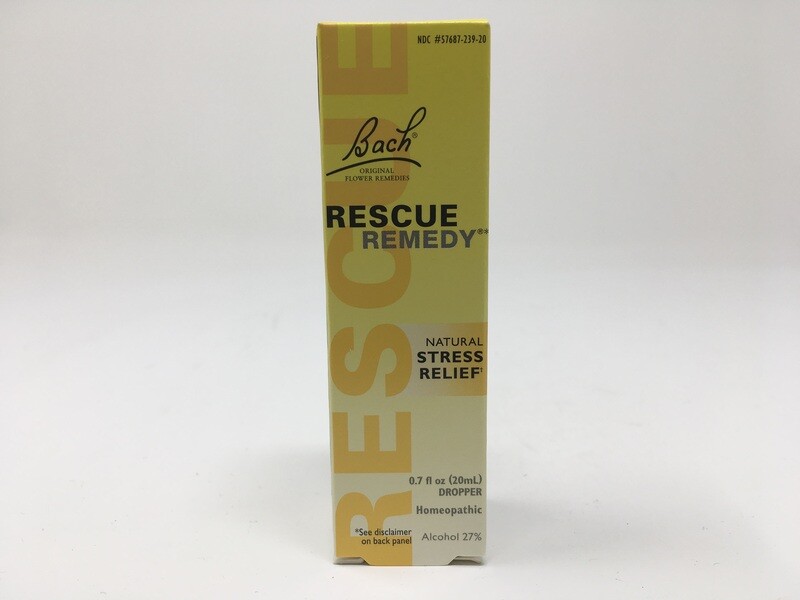 NDC #57687-239-20
Bach®
ORIGINAL
FLOWER REMEDIES
RESCUE
REMEDY®*
RESCUE
NATURAL
STRESS
RELIEF†
0.7 fl oz (20mL)
DROPPER
Homeopathic
*See disclaimer
on back panel
Alcohol 27%